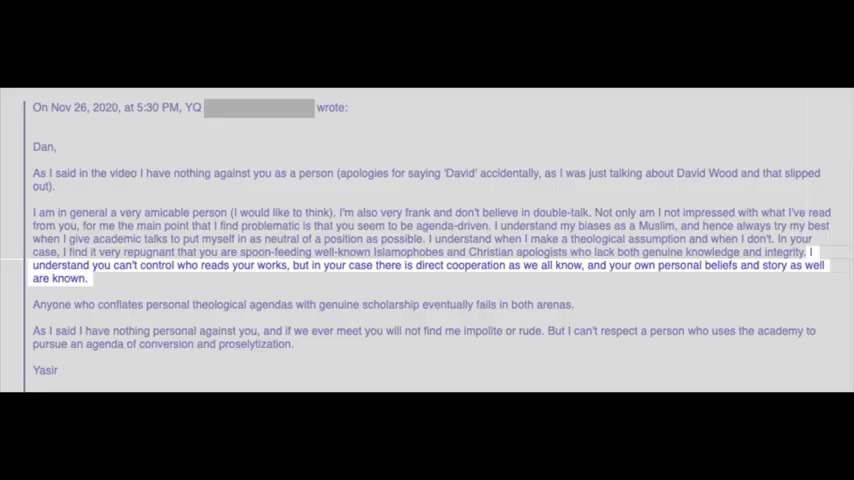 On Nov 26, 2020, at 5:30 PM, YQ wrote:
Dan,
As I said in the video I have nothing against you as a person (apologies for saying 'David' accidentally, as I was just talking about David Wood and that slipped
out).
I am in general a very amicable person (I would like to think). I'm also very frank and don't believe in double-talk. Not only am I not impressed with what I've read
from you, for me the main point that I find problematic is that you seem to be agenda-driven. I understand my biases as a Muslim, and hence always try my best
when I give academic talks to put myself in as neutral of a position as possible. I understand when I make a theological assumption and when I don't. In your
case, I find it very repugnant that you are spoon-feeding well-known Islamophobes and Christian apologists who lack both genuine knowledge and integrity. I
understand you can't control who reads your works, but in your case there is direct cooperation as we all know, and your own personal beliefs and story as well
are known.
Anyone who conflates personal theological agendas with genuine scholarship eventually fails in both arenas.
As I said I have nothing personal against you, and if we ever meet you will not find me impolite or rude. But I can't respect a person who uses the academy to
pursue an agenda of conversion and proselytization.
Yasir